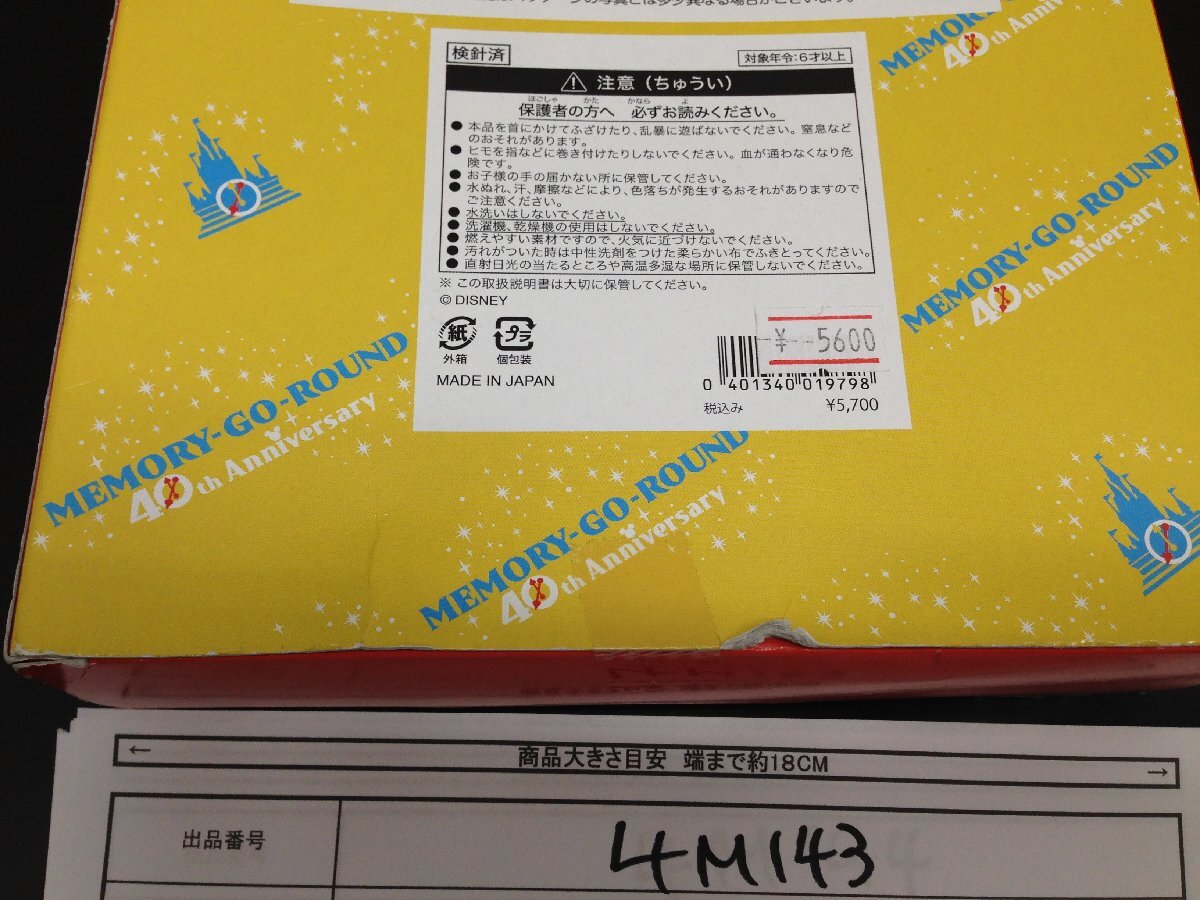 MEMORY-GO-ROUND
40th Anniversary
検針済
対象年令:6才以上
注意（ちゅうい）
ほごしゃ かた かなら よ
保護者の方へ 必ずお読みください。
● 本品を首にかけてふざけたり、乱暴に遊ばないでください。窒息など
のおそれがあります。
● ヒモを指などに巻き付けたりしないでください。血が通わなくなり危
険です。
● お子様の手の届かない所に保管してください。
● 水ぬれ、汗、摩擦などにより、色落ちが発生するおそれがありますので
ご注意ください。
● 水洗いはしないでください。
● 洗濯機、乾燥機の使用はしないでください。
● 燃えやすい素材ですので、火気に近づけないでください。
● 汚れがついた時は中性洗剤をつけた柔らかい布でふきとってください。
● 直射日光の当たるところや高温多湿な場所に保管しないでください。
※ この取扱説明書は大切に保管してください。
© DISNEY
紙
外箱
プラ
個包装
MADE IN JAPAN
¥ 5600
0 401340 019798
税込み ¥5,700
MEMORY-GO-ROUND
40th Anniversary
MEMORY-GO-ROUND
40th Anniversary
MEMORY-GO-ROUND
40th Anniversary
← 商品大きさ目安 端まで約18CM →
出品番号 4M143